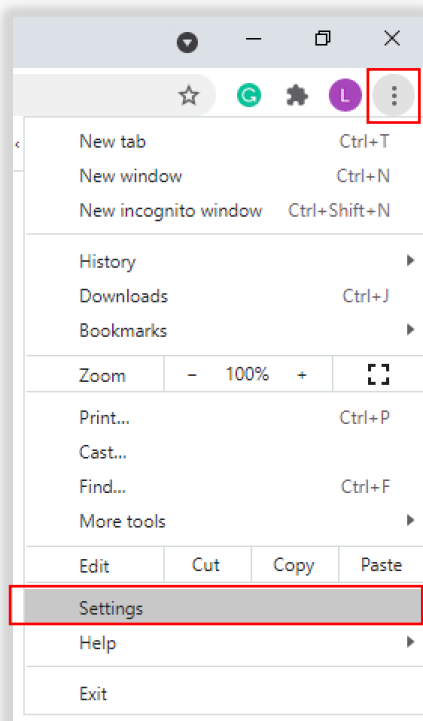 G L
New tab Ctrl+T
New window Ctrl+N
New incognito window Ctrl+Shift+N
History
Downloads Ctrl+J
Bookmarks
Zoom - 100% +
Print... Ctrl+P
Cast...
Find... Ctrl+F
More tools
Edit Cut Copy Paste
Settings
Help
Exit